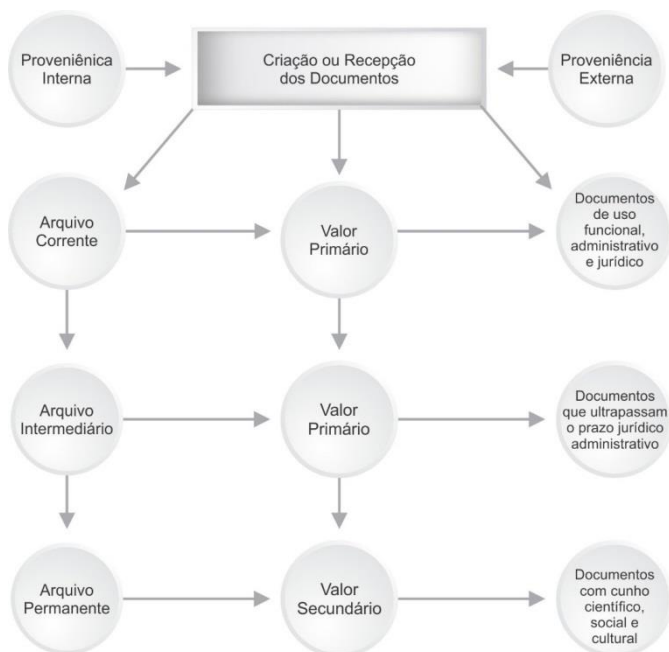 Proveniênica
Interna
Criação ou Recepção
dos Documentos
Proveniência
Externa
Arquivo
Corrente
Valor
Primário
Documentos
de uso
funcional,
administrativo
e jurídico
Arquivo
Intermediário
Valor
Primário
Documentos
que ultrapassam
o prazo jurídico
administrativo
Arquivo
Permanente
Valor
Secundário
Documentos
com cunho
científico,
social e
cultural